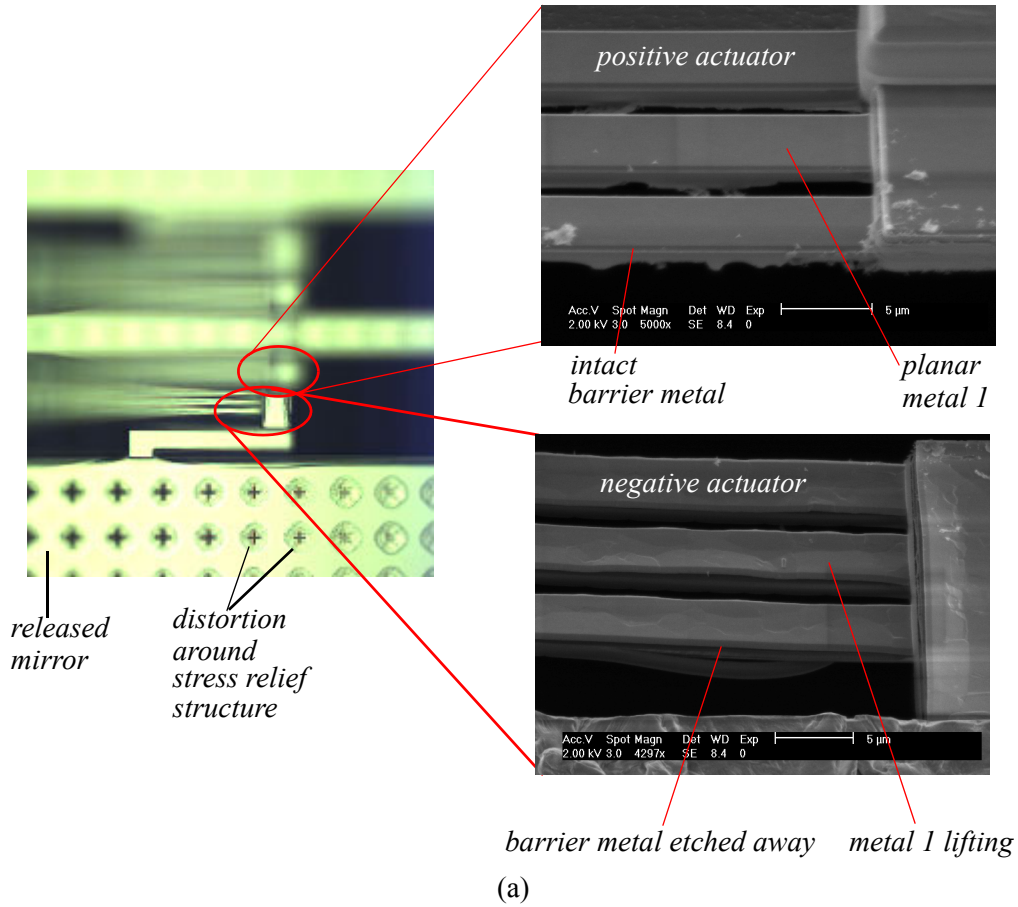 positive actuator
Acc.V Spot Magn Det WD Exp
2.00 kV 3.0 5000x SE 8.4 0 5 µm
intact
barrier metal
planar
metal 1
negative actuator
Acc.V Spot Magn Det WD Exp
2.00 kV 3.0 4297x SE 8.4 0 5 µm
released
mirror
distortion
around
stress relief
structure
barrier metal etched away
metal 1 lifting
(a)